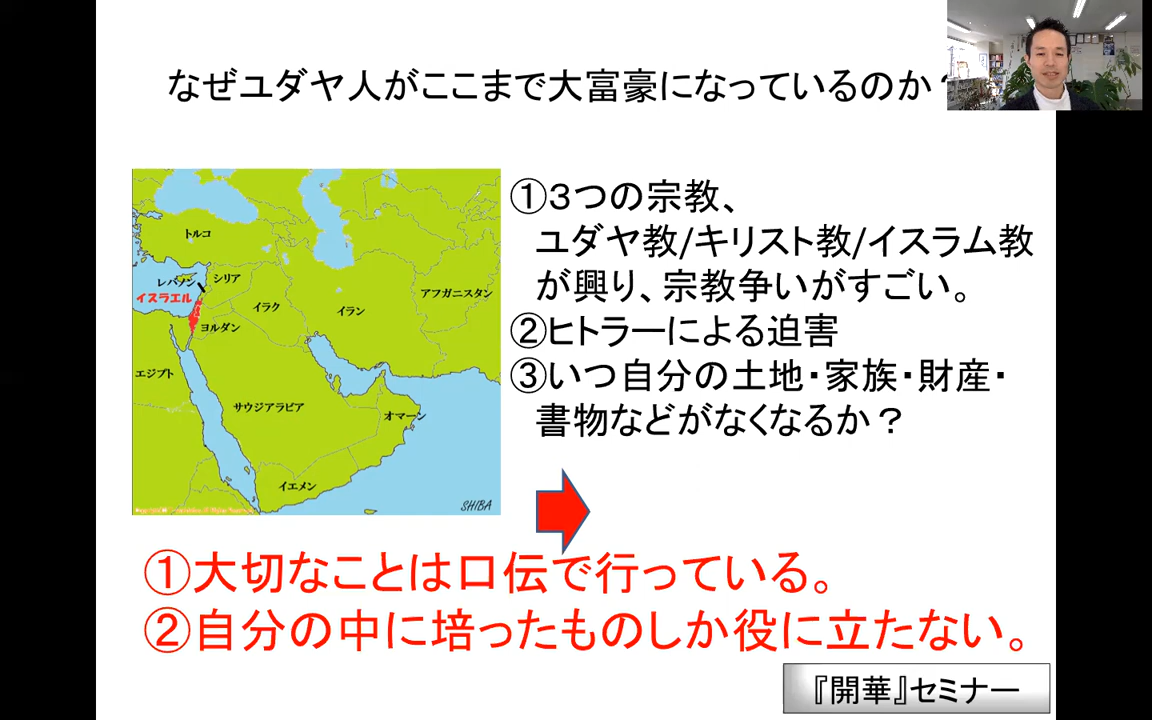 なぜユダヤ人がここまで大富豪になっているのか?
トルコ
レバノン
シリア
イスラエル
イラク
イラン
アフガニスタン
ヨルダン
エジプト
サウジアラビア
オマーン
イエメン
SHIBA
①3つの宗教、
ユダヤ教/キリスト教/イスラム教
が興り、宗教争いがすごい。
②ヒトラーによる迫害
③いつ自分の土地・家族・財産・
書物などがなくなるか?
①大切なことは口伝で行っている。
②自分の中に培ったものしか役に立たない。
『開華』セミナー